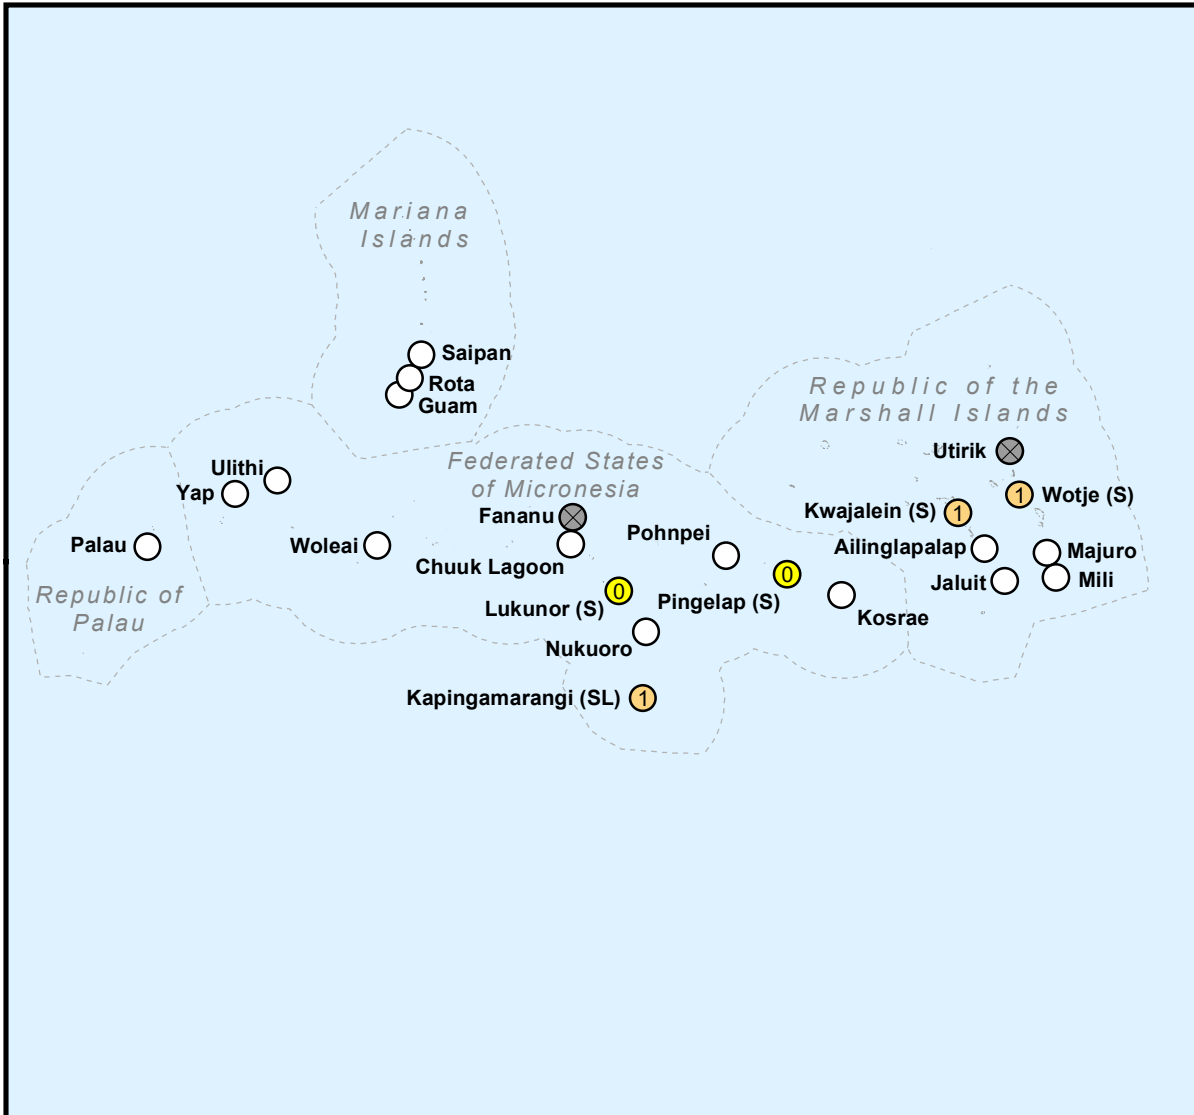 Mariana
Islands
Saipan
Rota
Guam
Republic of the
Marshall Islands
Utirik
Federated States
of Micronesia
Ulithi
Yap
1
Wotje (S)
Kwajalein (S)
1
Fananu
Pohnpei
Palau
Woleai
Chuuk Lagoon
Ailinglapalap
Majuro
Republic of
Palau
0
Lukunor (S)
0
Pingelap (S)
Jaluit
Mili
Kosrae
Nukuoro
Kapingamarangi (SL)
1